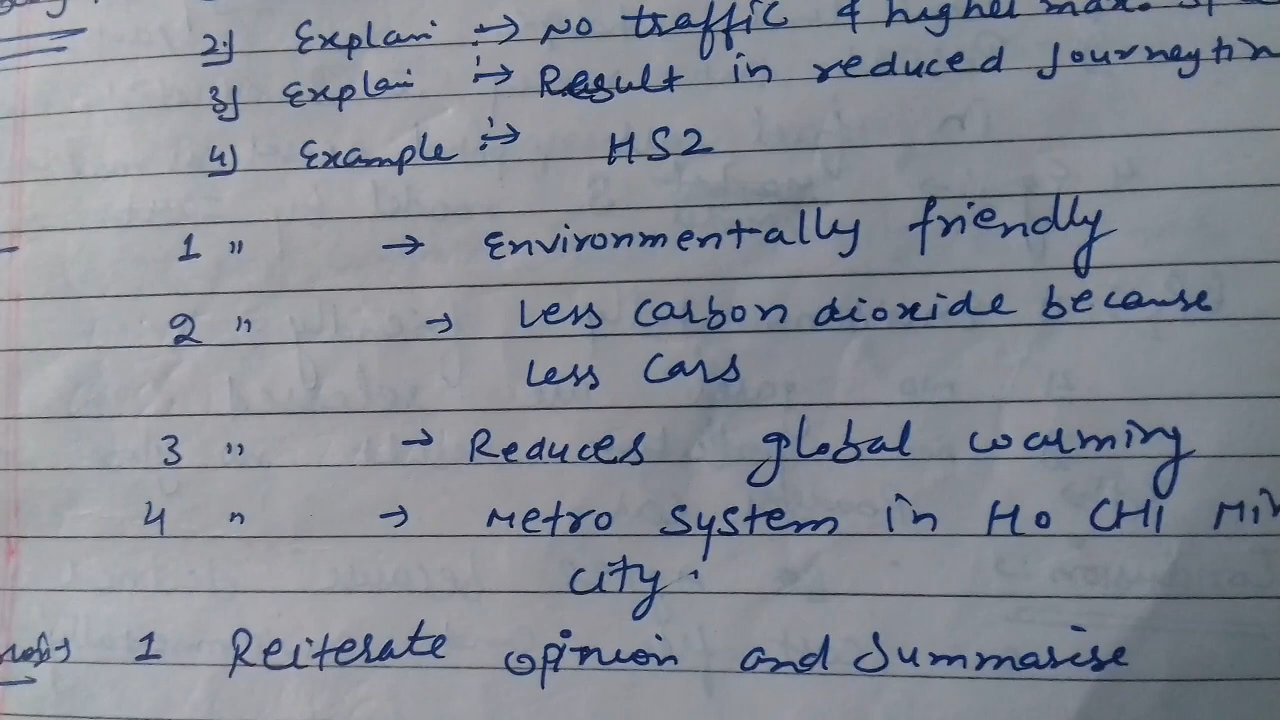 2) Explain :→ No traffic & higher max.
3) Explain :→ Result in reduced Journey
4) Example :→ HS2
1 " → Environmentally friendly
2 " → Less carbon dioxide because
Less Cars
3 " → Reduces global warming
4 " → Metro System in Ho CHI
City.
1 Reiterate opinion and Summarise